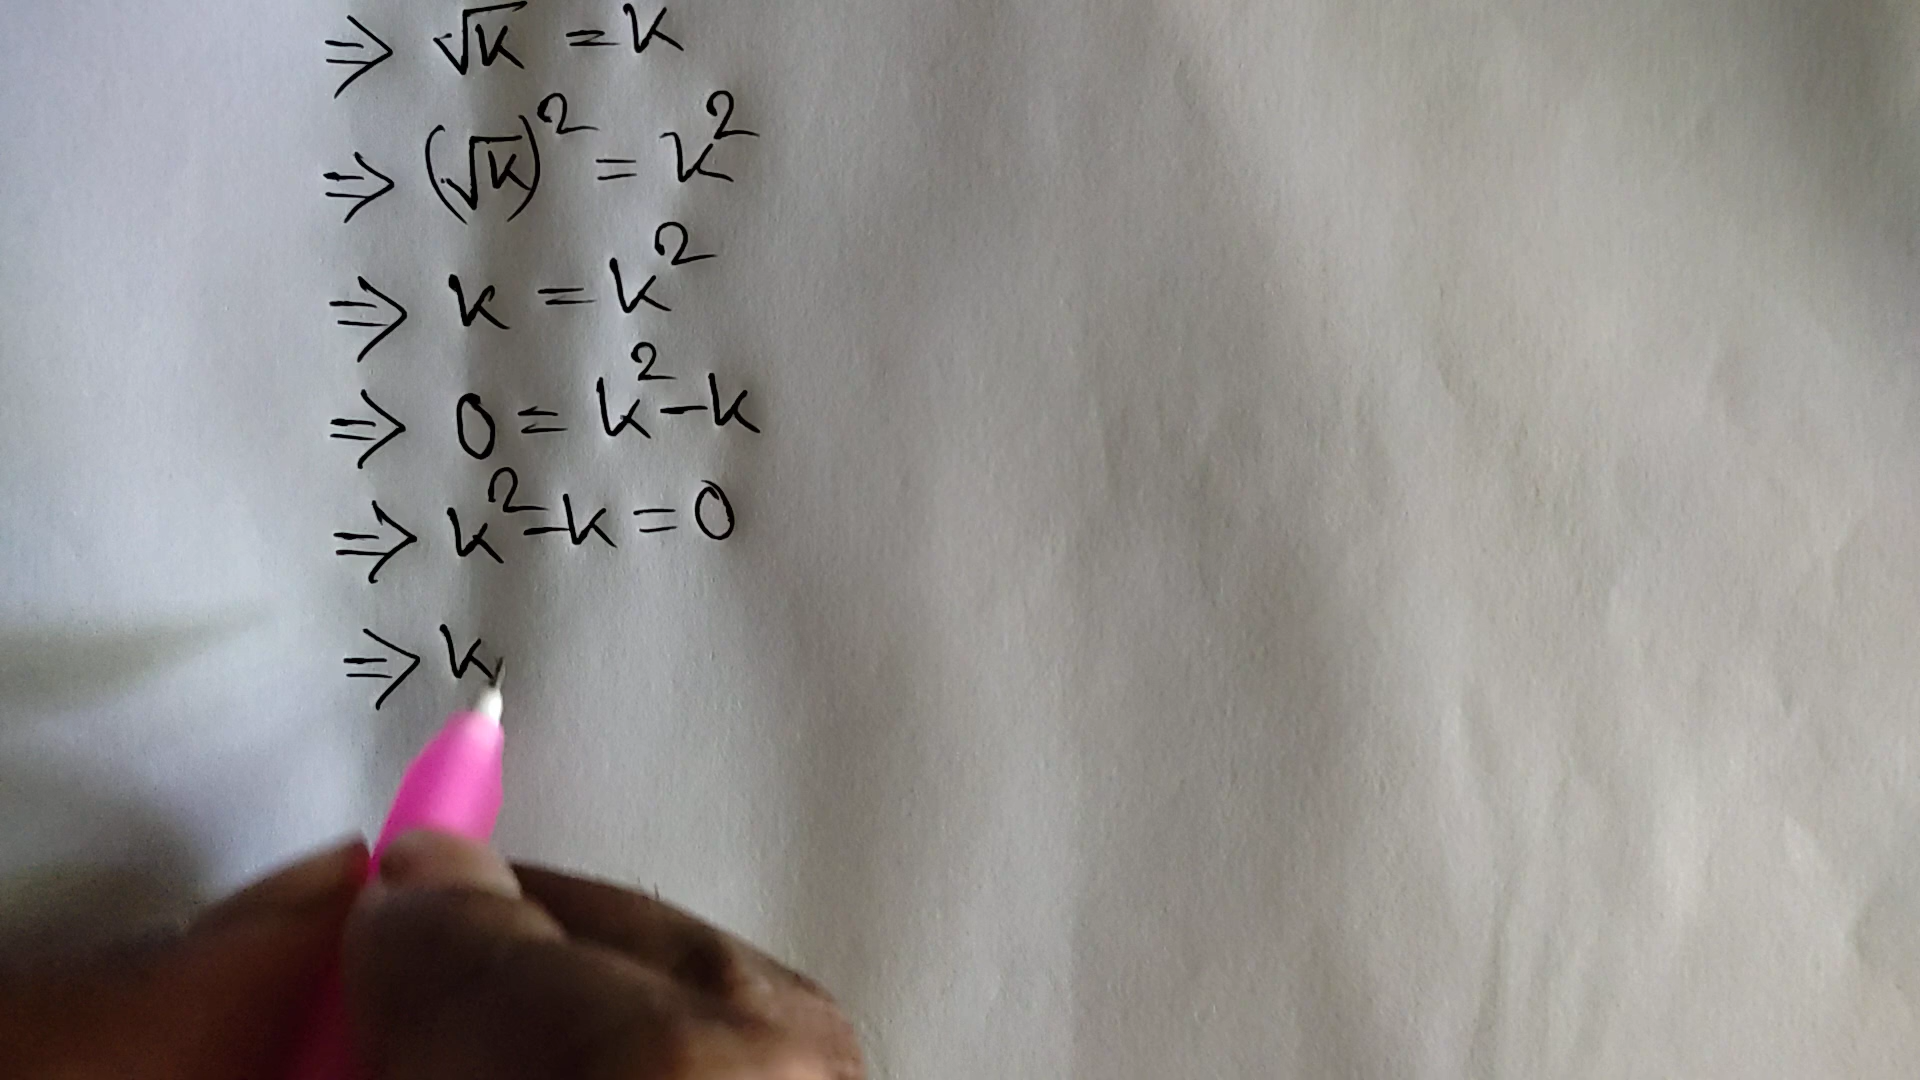 ⇒ √k = k
⇒ (√k)² = k²
⇒ k = k²
⇒ 0 = k² - k
⇒ k² - k = 0
⇒ k